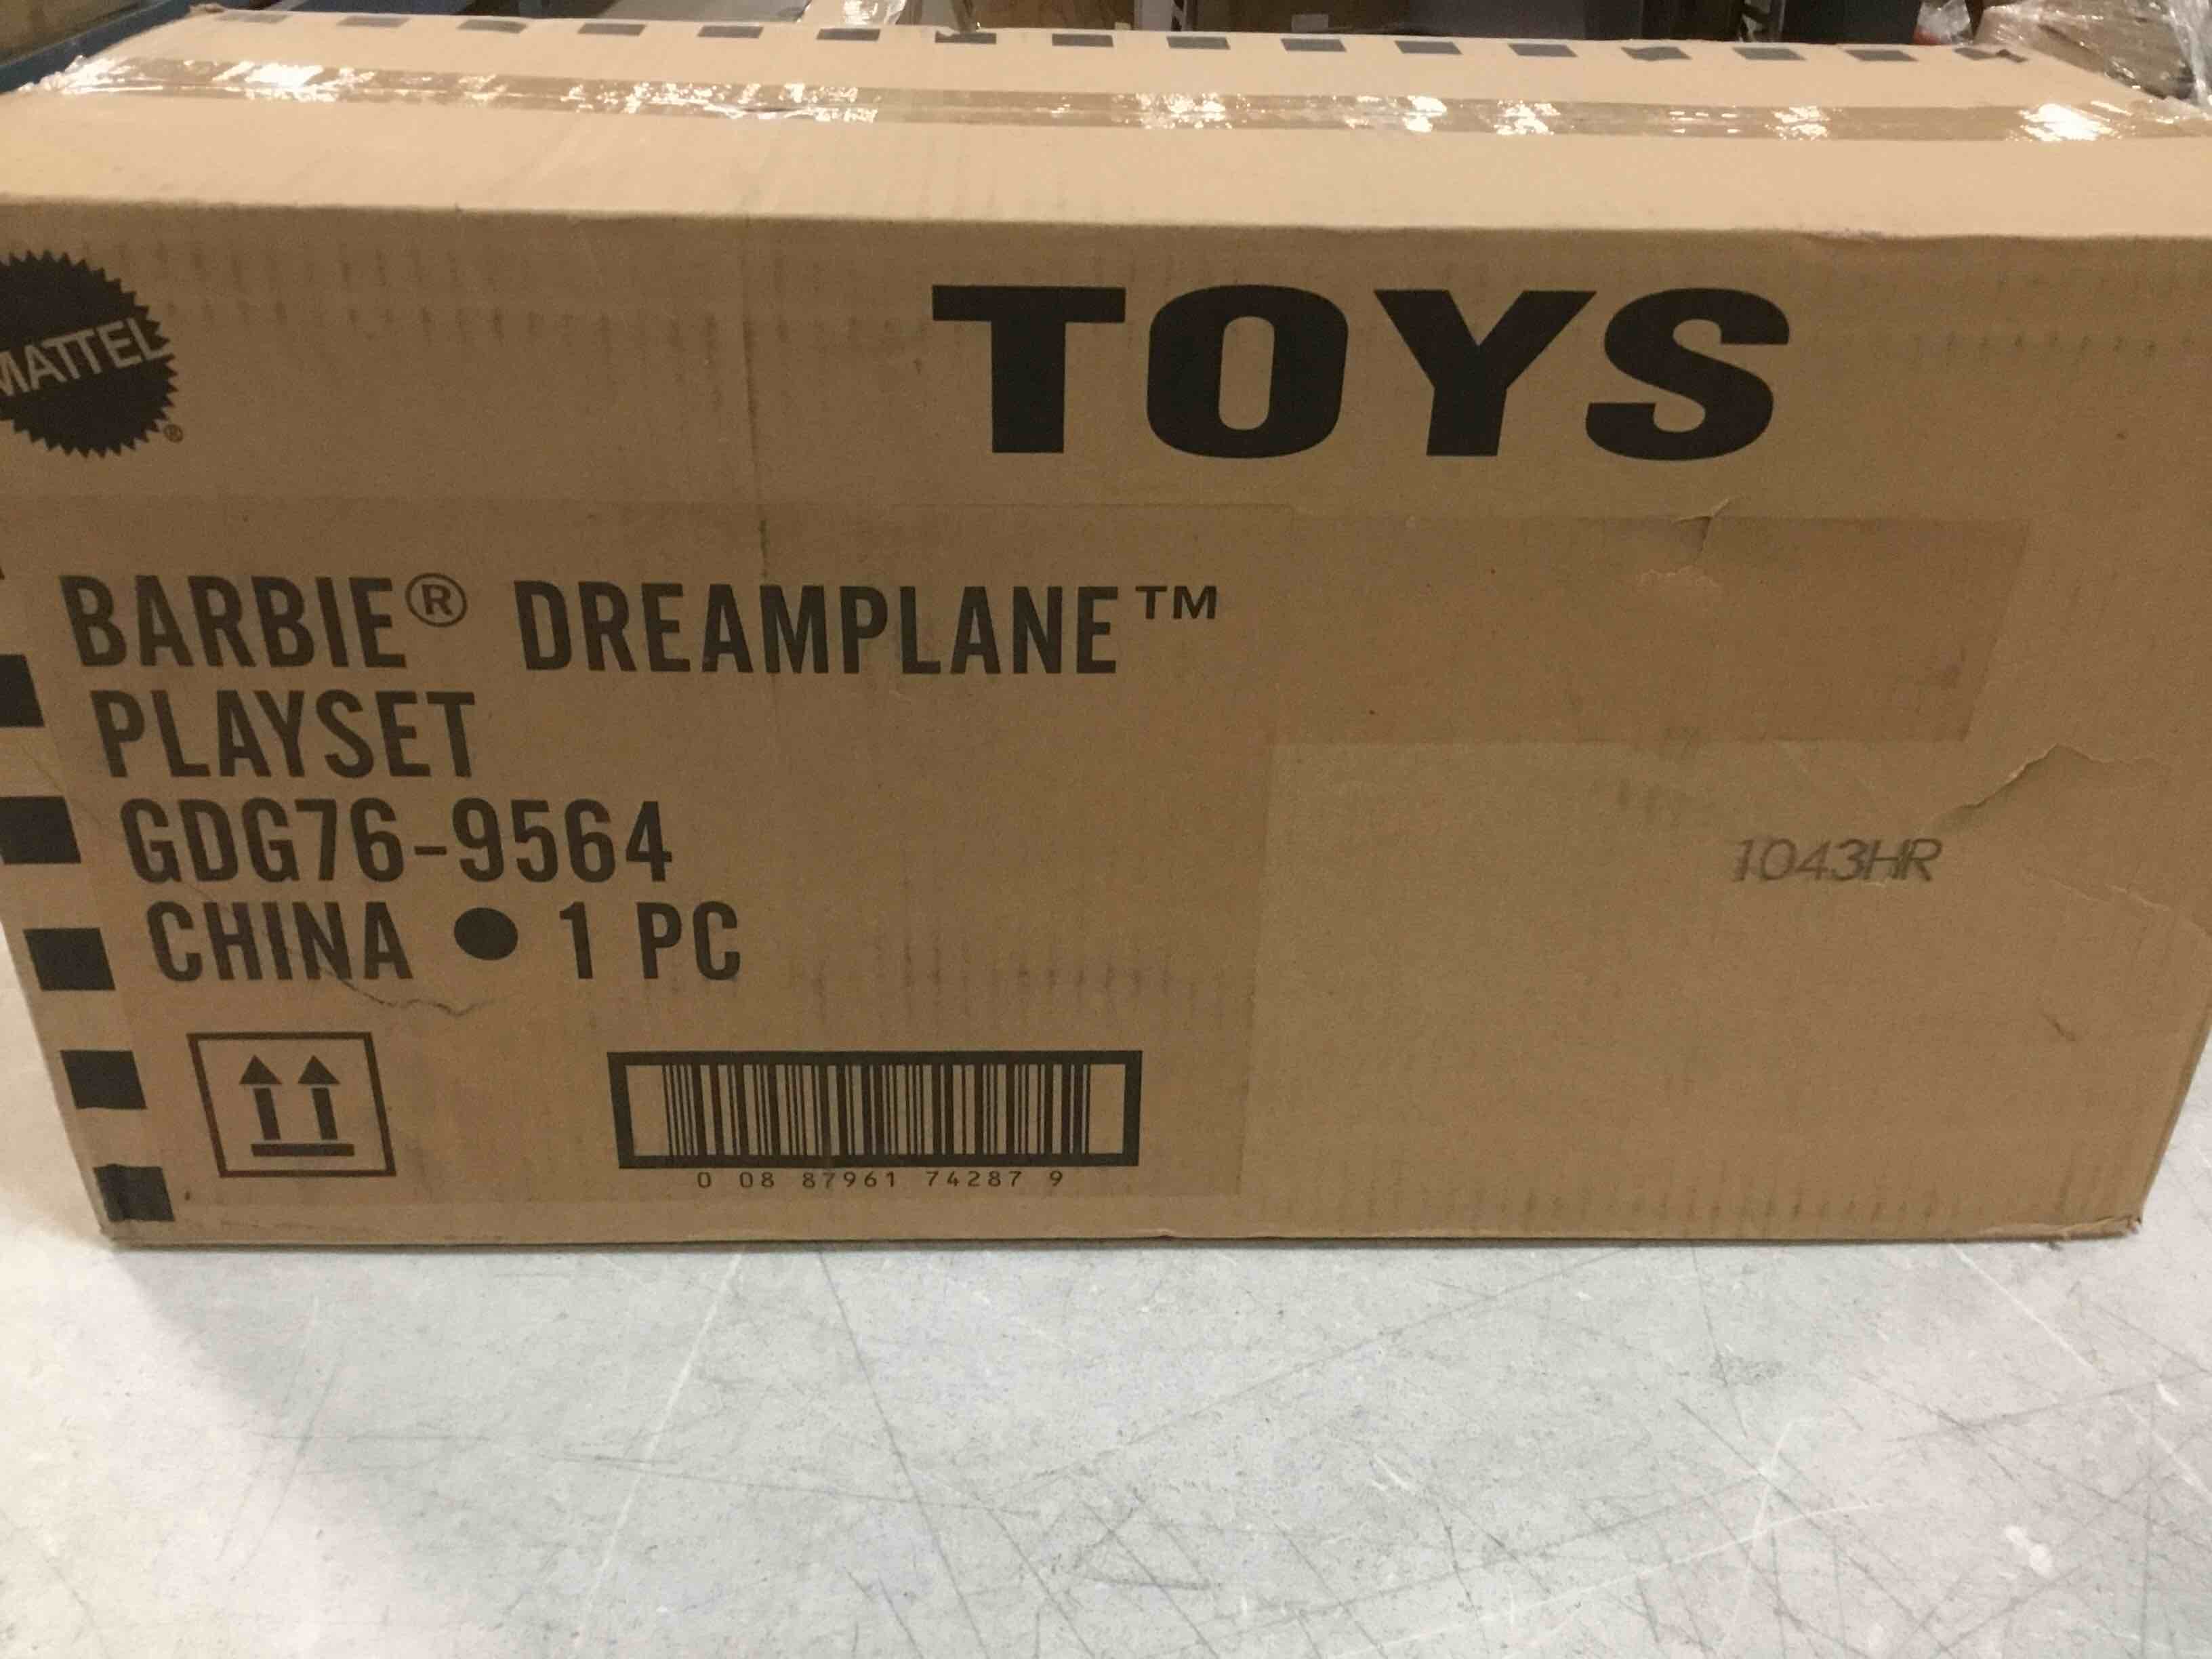 MATTEL
®
TOYS
BARBIE® DREAMPLANE™
PLAYSET
GDG76-9564
CHINA ● 1 PC
1043HR
0 08 87961 74287 9